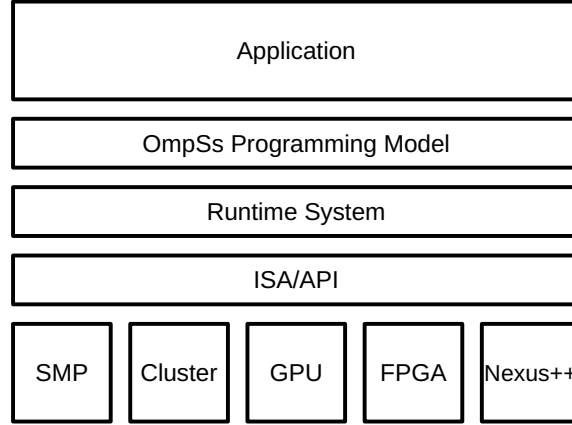 Application
OmpSs Programming Model
Runtime System
ISA/API
SMP Cluster GPU FPGA Nexus++